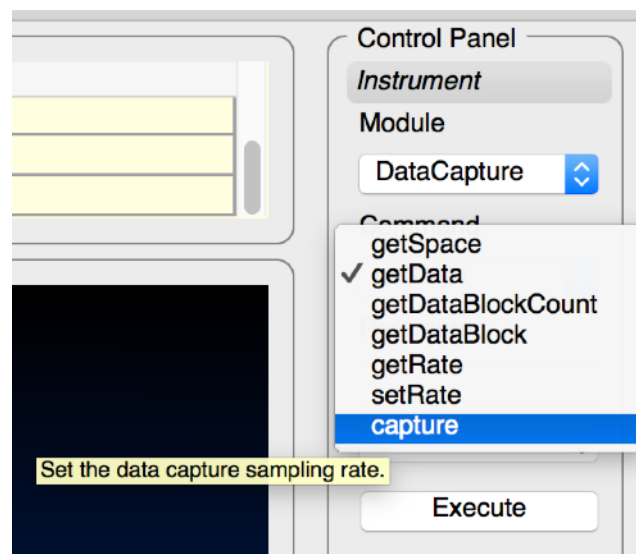 Control Panel
Instrument
Module
DataCapture
Command
getSpace
✓ getData
getDataBlockCount
getDataBlock
getRate
setRate
capture
Set the data capture sampling rate.
Execute